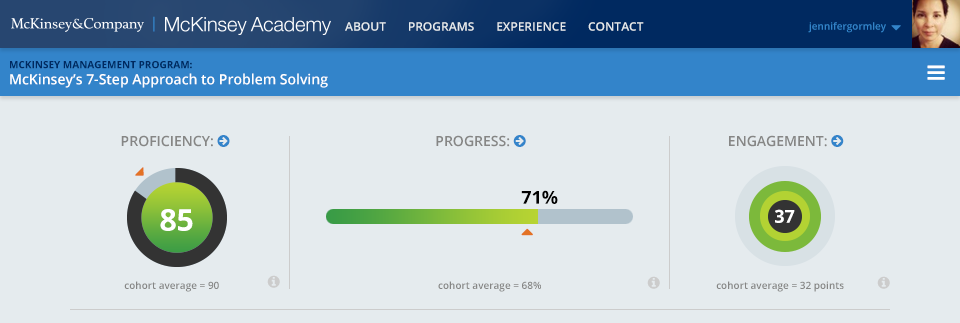 McKinsey&Company | McKinsey Academy ABOUT PROGRAMS EXPERIENCE CONTACT jennifergormley
MCKINSEY MANAGEMENT PROGRAM:
McKinsey's 7-Step Approach to Problem Solving
PROFICIENCY: PROGRESS: ENGAGEMENT:
71%
85 37
cohort average = 90 cohort average = 68% cohort average = 32 points